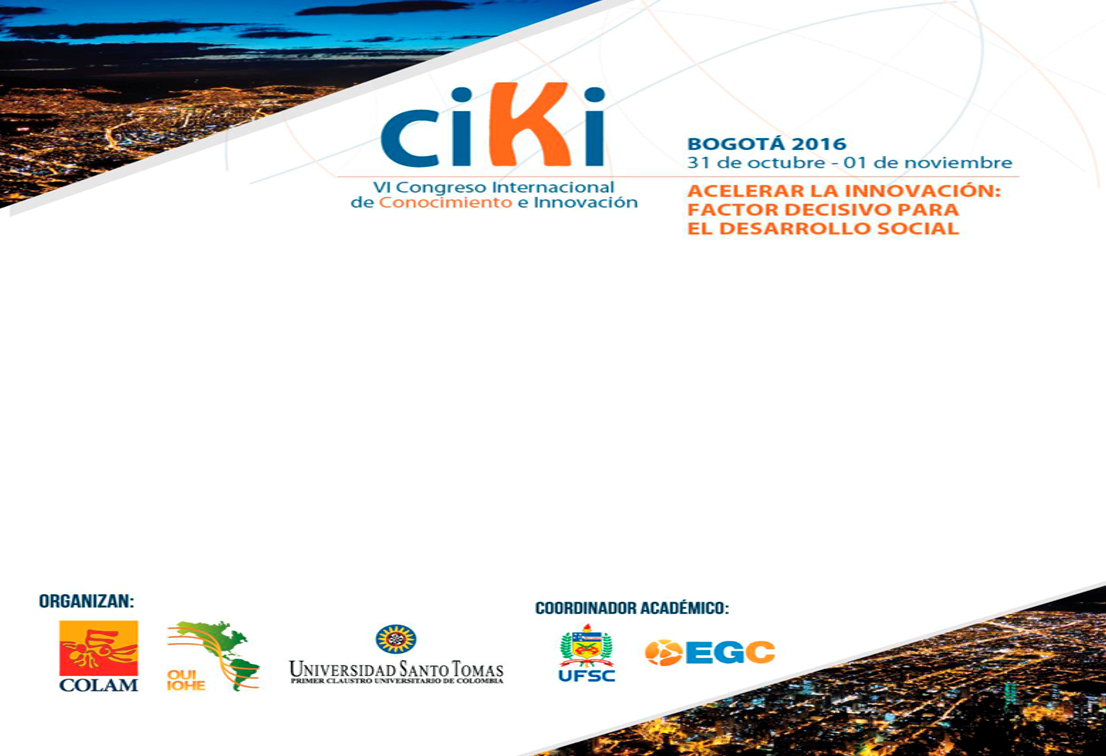 ciKi
VI Congreso Internacional
de Conocimiento e Innovación
BOGOTÁ 2016
31 de octubre - 01 de noviembre
ACELERAR LA INNOVACIÓN:
FACTOR DECISIVO PARA
EL DESARROLLO SOCIAL
ORGANIZAN:
COLAM
OUI
IOHE
UNIVERSIDAD SANTO TOMAS
PRIMER CLAUSTRO UNIVERSITARIO DE COLOMBIA
COORDINADOR ACADÉMICO:
UFSC
EGC